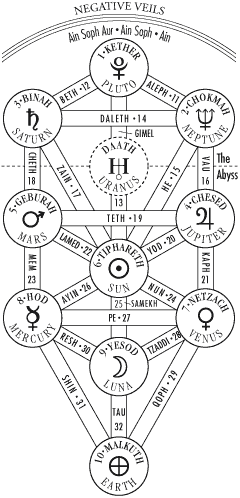 NEGATIVE VEILS
Ain Soph Aur • Ain Soph • Ain
1 • KETHER
PLUTO
BETH • 12
ALEPH • 11
3 • BINAH
SATURN
2 • CHOKMAH
NEPTUNE
DALETH • 14
GIMEL
DAATH
URANUS
13
CHETH
18
ZAIN • 17
HE • 15
VAU
16
The
Abyss
5 • GEBURAH
MARS
4 • CHESED
JUPITER
TETH • 19
LAMED • 22
YOD • 20
MEM
23
KAPH
21
6 • TIPHARETH
SUN
AYIN • 26
NUN • 24
25
SAMEKH
8 • HOD
MERCURY
7 • NETZACH
VENUS
PE • 27
RESH • 30
TZADDI • 28
9 • YESOD
LUNA
SHIN • 31
QOPH • 29
TAU
32
10 • MALKUTH
EARTH